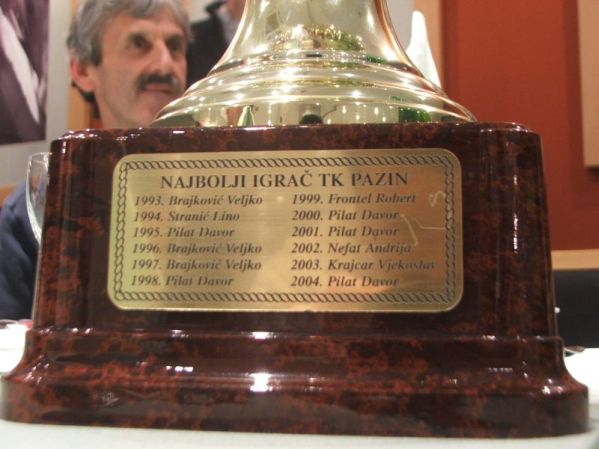 NAJBOLJI IGRAČ TK PAZIN
1993. Brajković Veljko
1994. Stranić Lino
1995. Pilat Davor
1996. Brajković Veljko
1997. Brajković Veljko
1998. Pilat Davor
1999. Frontel Robert
2000. Pilat Davor
2001. Pilat Davor
2002. Nefat Andrija
2003. Krajcar Vjekoslav
2004. Pilat Davor